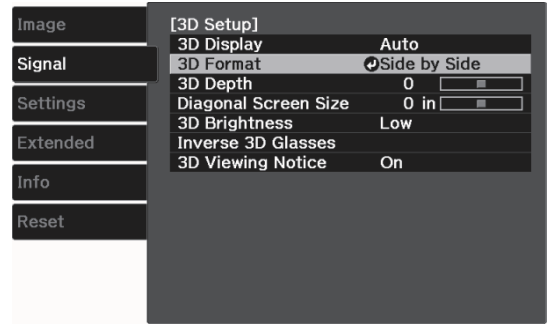 Image
Signal
Settings
Extended
Info
Reset
[3D Setup]
3D Display Auto
3D Format Side by Side
3D Depth 0
Diagonal Screen Size 0 in
3D Brightness Low
Inverse 3D Glasses
3D Viewing Notice On